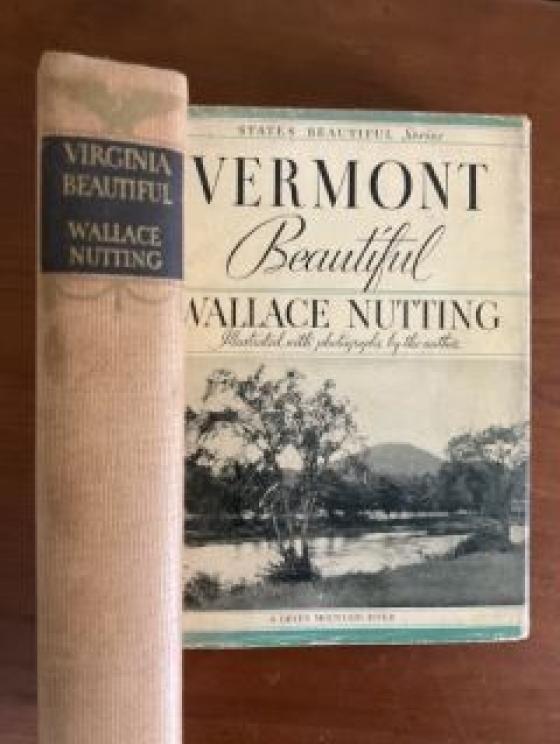 VIRGINIA
BEAUTIFUL
WALLACE
NUTTING
STATES BEAUTIFUL Series
VERMONT
Beautiful
WALLACE NUTTING
Illustrated with photographs by the author
A GREEN MOUNTAIN RIVER